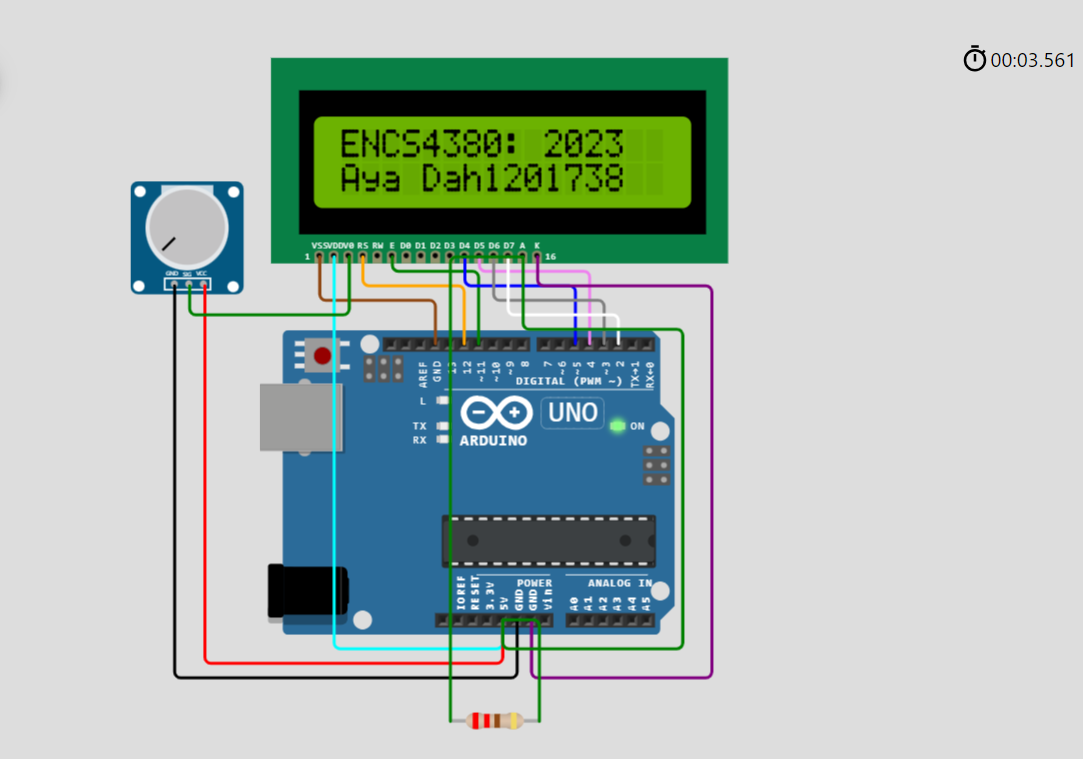 00:03.561
ENCS4380: 2023
Aya Dah1201738
VSSVDDV0 RS RW E D0 D1 D2 D3 D4 D5 D6 D7 A K
1 16
GND SIG VCC
AREF GND 13 12 ~11 ~10 ~9 8 7 ~6 ~5 4 ~3 2 TX→1 RX←0
DIGITAL (PWM ~)
L
TX
RX
UNO
ON
ARDUINO
POWER ANALOG IN
IOREF RESET 3.3V 5V GND GND Vin A0 A1 A2 A3 A4 A5